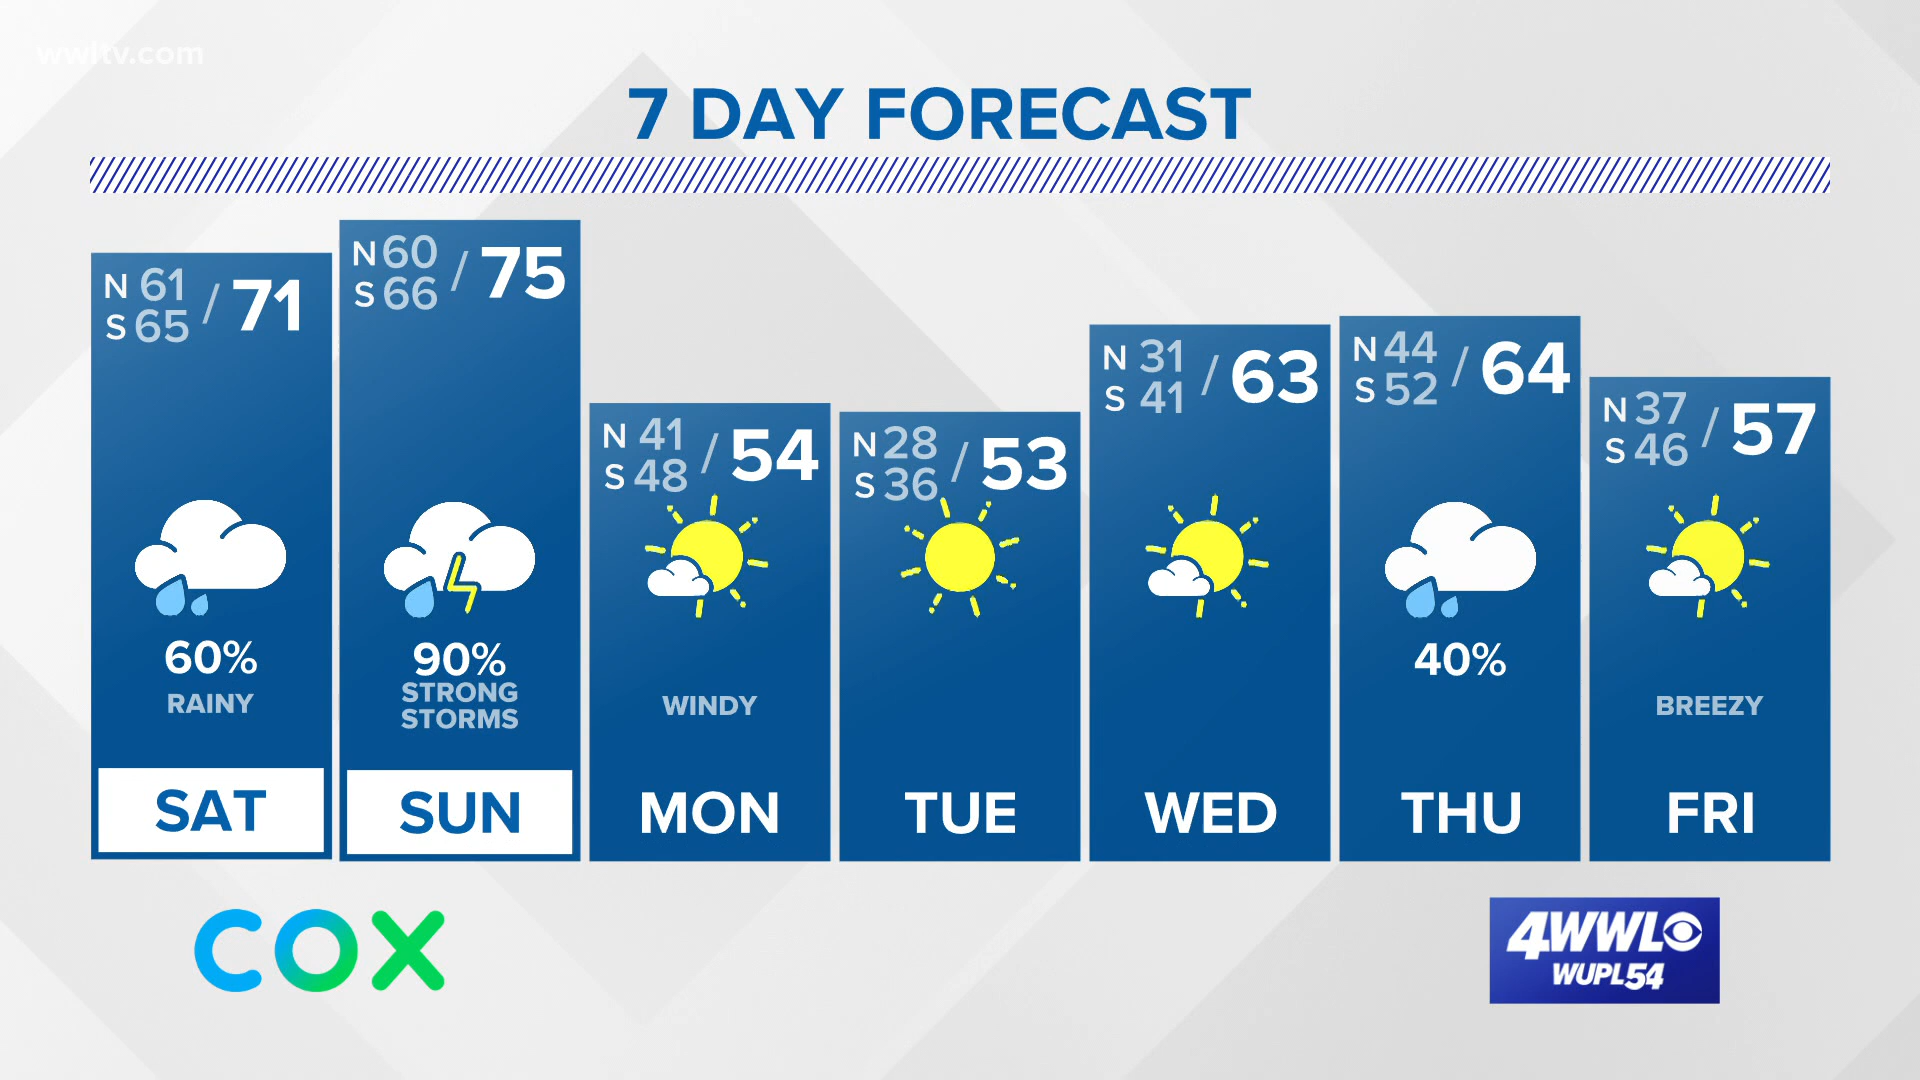 wwltv.com
7 DAY FORECAST
N 61
S 65 / 71
60%
RAINY
SAT
N 60
S 66 / 75
90%
STRONG
STORMS
SUN
N 41
S 48 / 54
WINDY
MON
N 28
S 36 / 53
TUE
N 31
S 41 / 63
WED
N 44
S 52 / 64
40%
THU
N 37
S 46 / 57
BREEZY
FRI
COX
4WWL
WUPL54